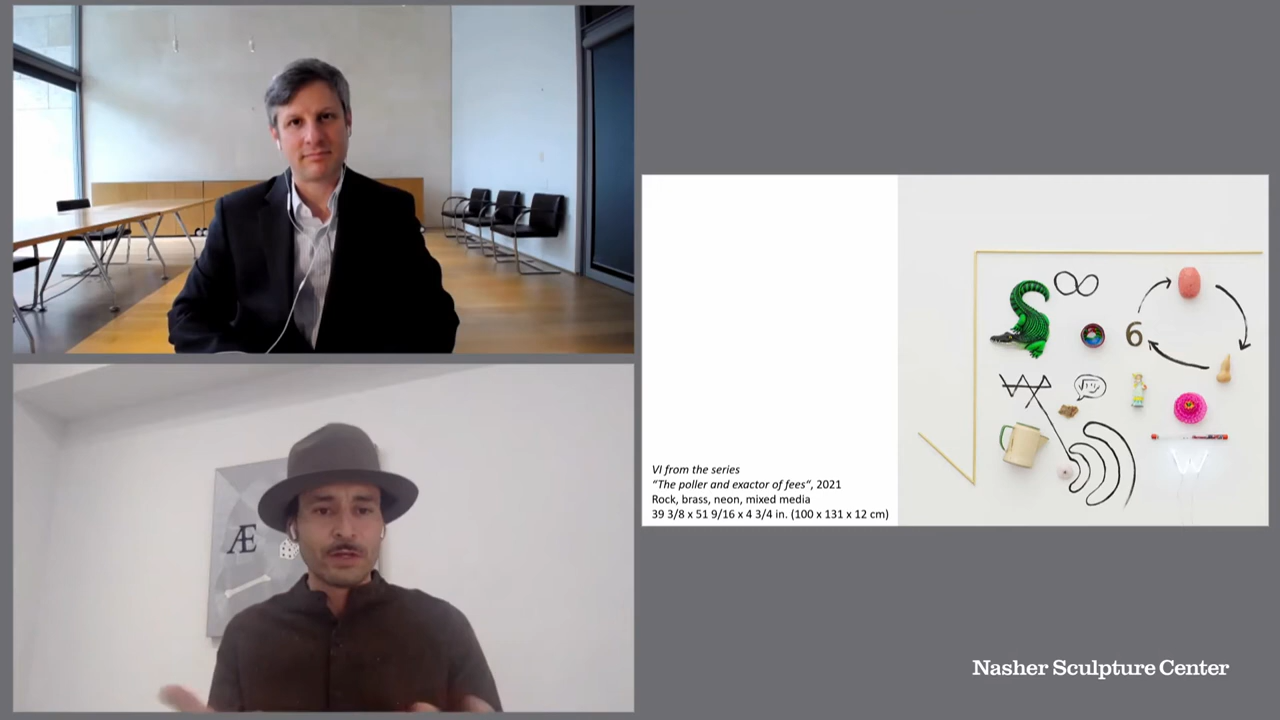 Æ
VI from the series
"The poller and exactor of fees", 2021
Rock, brass, neon, mixed media
39 3/8 x 51 9/16 x 4 3/4 in. (100 x 131 x 12 cm)
∞
6
Nasher Sculpture Center